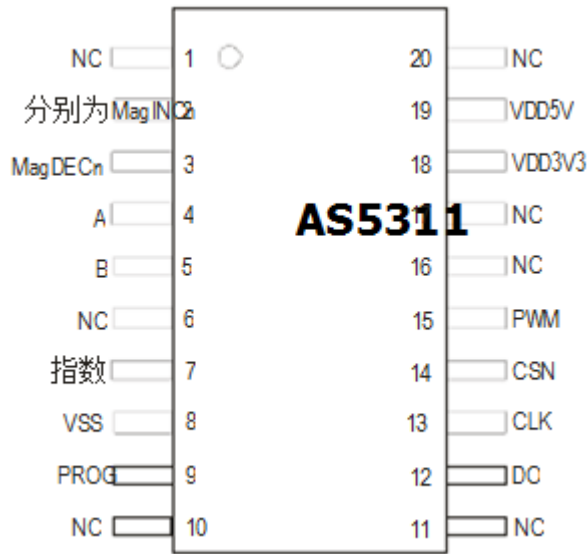 NC 1 20 NC
分别为MagINCn 2 19 VDD5V
MagDECn 3 18 VDD3V3
A 4 AS5311 17 NC
B 5 16 NC
NC 6 15 PWM
指数 7 14 CSN
VSS 8 13 CLK
PROG 9 12 DO
NC 10 11 NC